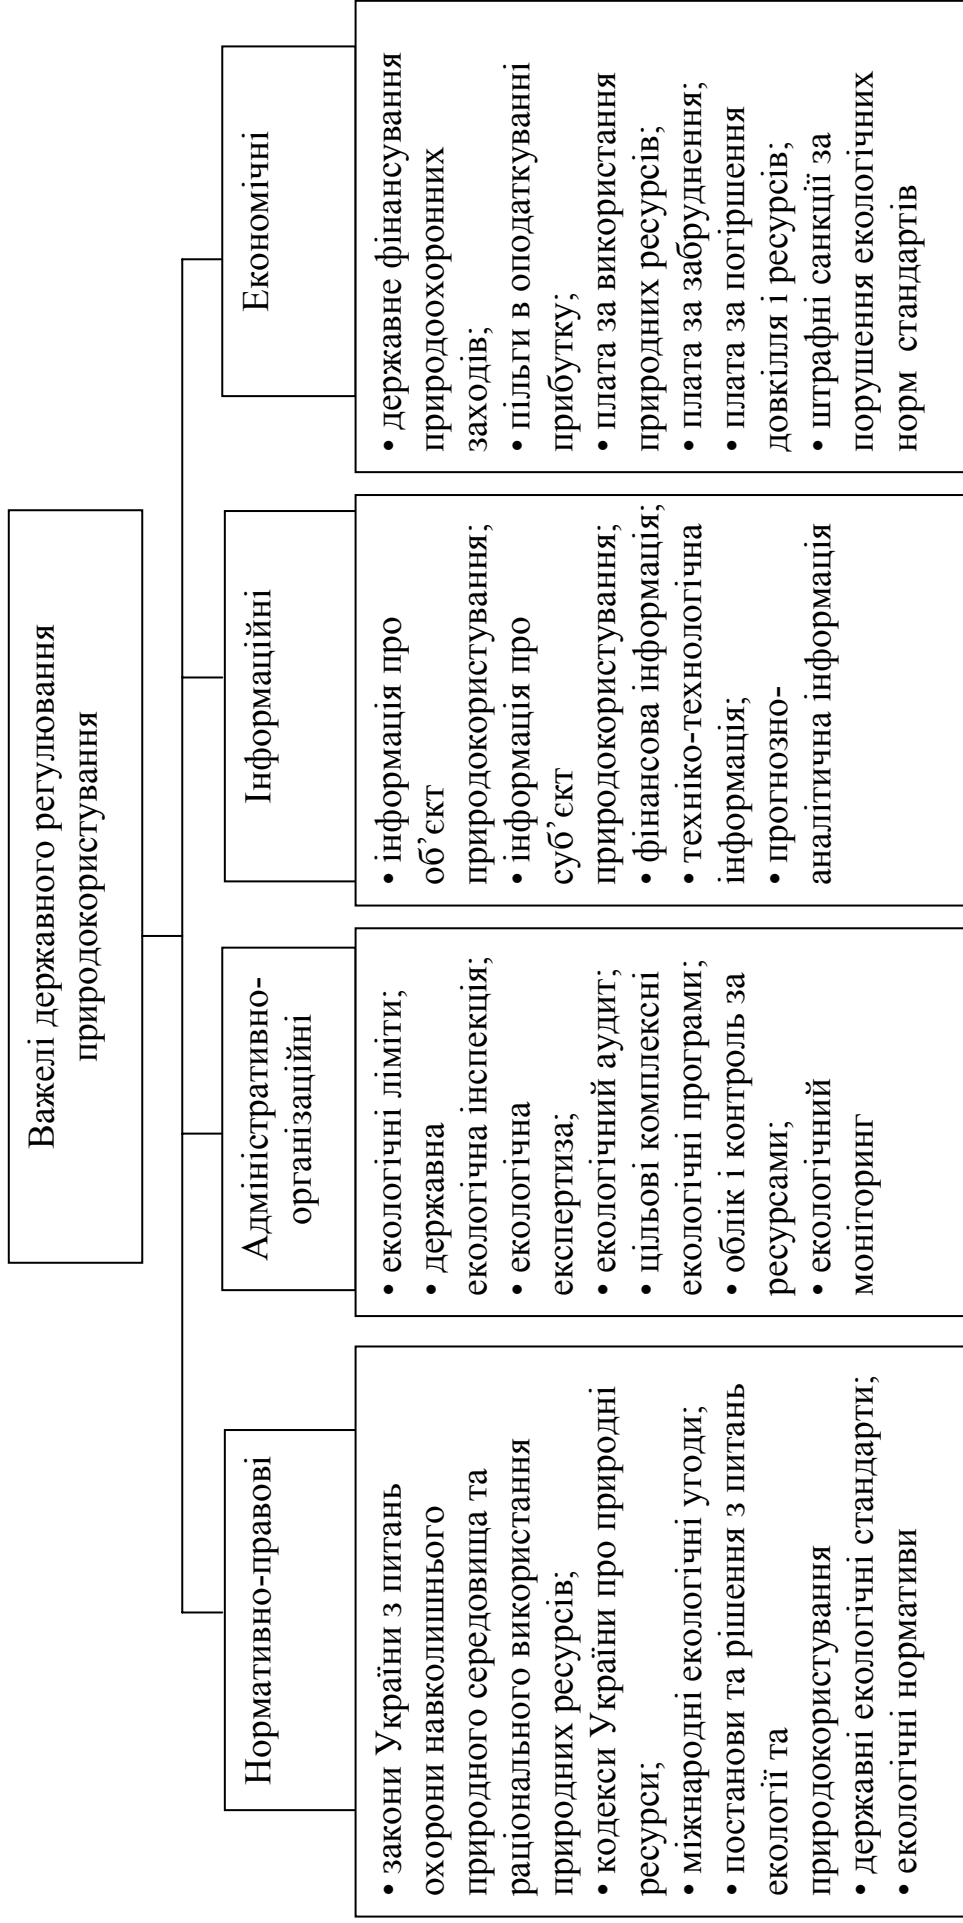 Важелі державного регулювання
природокористування
Нормативно-правові
• закони України з питань
охорони навколишнього
природного середовища та
раціонального використання
природних ресурсів;
• кодекси України про природні
ресурси;
• міжнародні екологічні угоди;
• постанови та рішення з питань
екології та
природокористування
• державні екологічні стандарти;
• екологічні нормативи
Адміністративно-
організаційні
• екологічні ліміти;
• державна
екологічна інспекція;
• екологічна
експертиза;
• екологічний аудит;
• цільові комплексні
екологічні програми;
• облік і контроль за
ресурсами;
• екологічний
моніторинг
Інформаційні
• інформація про
об’єкт
природокористування;
• інформація про
суб’єкт
природокористування;
• фінансова інформація;
• техніко-технологічна
інформація;
• прогнозно-
аналітична інформація
Економічні
• державне фінансування
природоохоронних
заходів;
• пільги в оподаткуванні
прибутку;
• плата за використання
природних ресурсів;
• плата за забруднення;
• плата за погіршення
довкілля і ресурсів;
• штрафні санкції за
порушення екологічних
норм стандартів